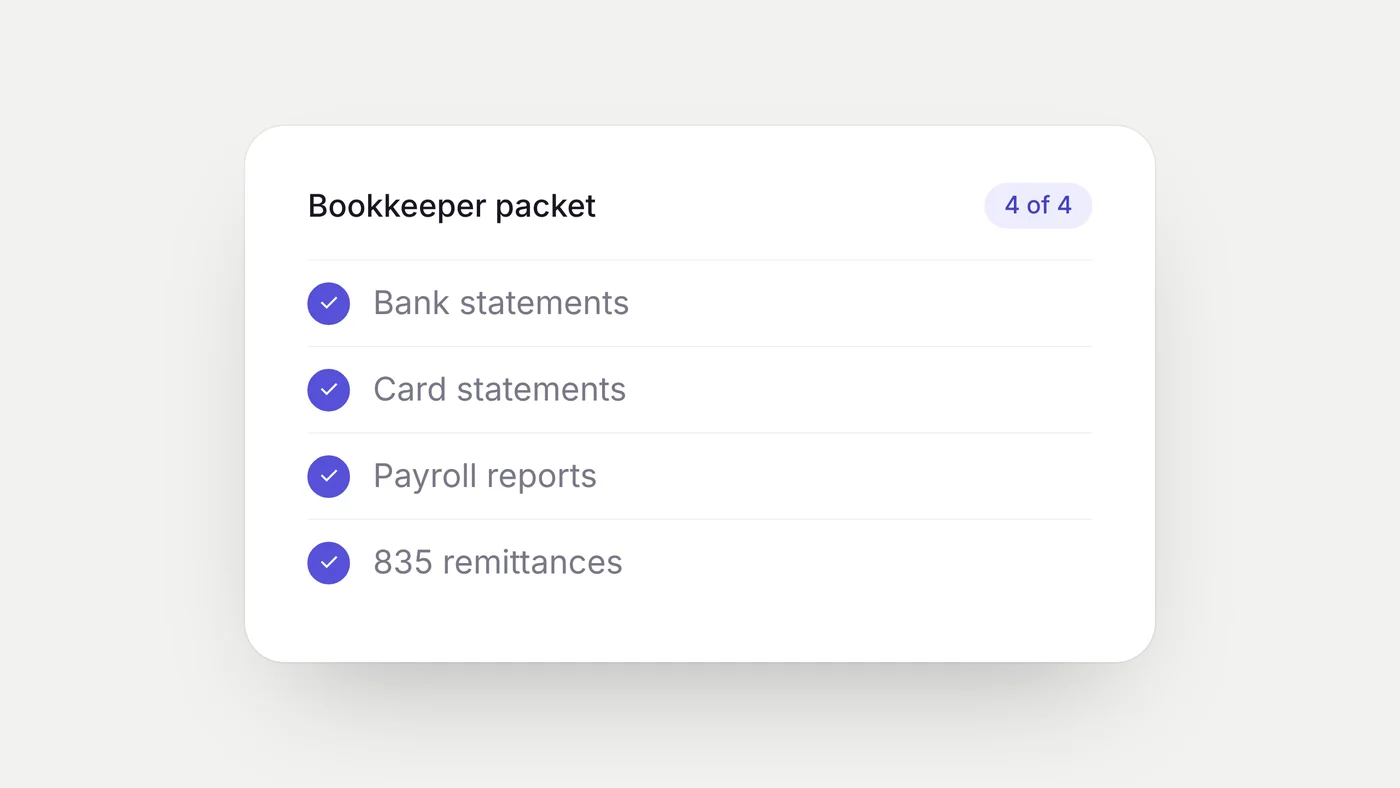 Bookkeeper packet
4 of 4
Bank statements
Card statements
Payroll reports
835 remittances